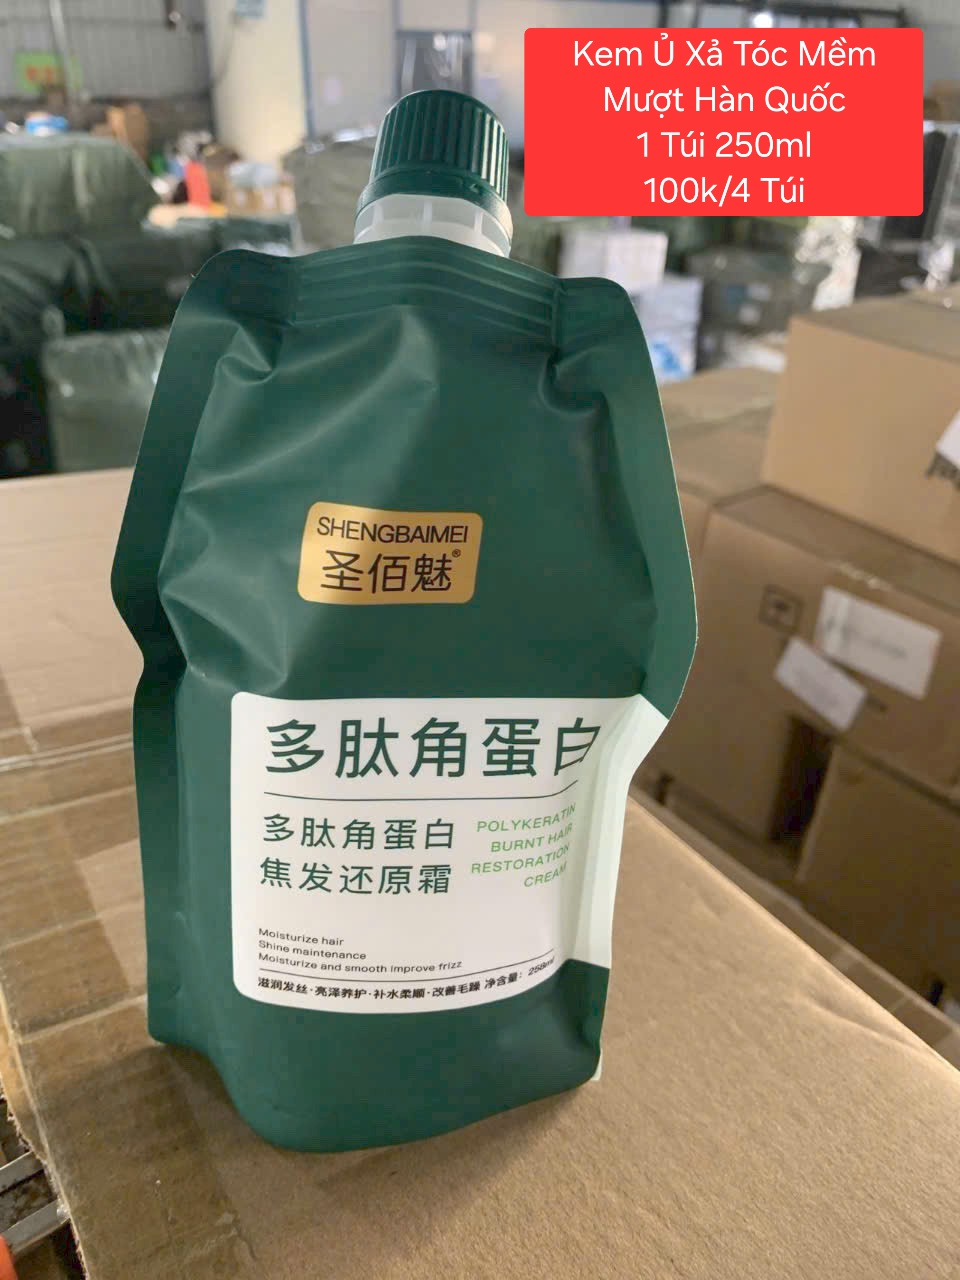 Kem Ủ Xả Tóc Mềm
Mượt Hàn Quốc
1 Túi 250ml
100k/4 Túi
SHENGBAIMEI
圣佰魅®
多肽角蛋白
多肽角蛋白
焦发还原霜
POLYKERATIN
BURNT HAIR
RESTORATION
CREAM
Moisturize hair
Shine maintenance
Moisturize and smooth improve frizz
滋润发丝·亮泽养护·补水柔顺·改善毛躁 净含量：258ml